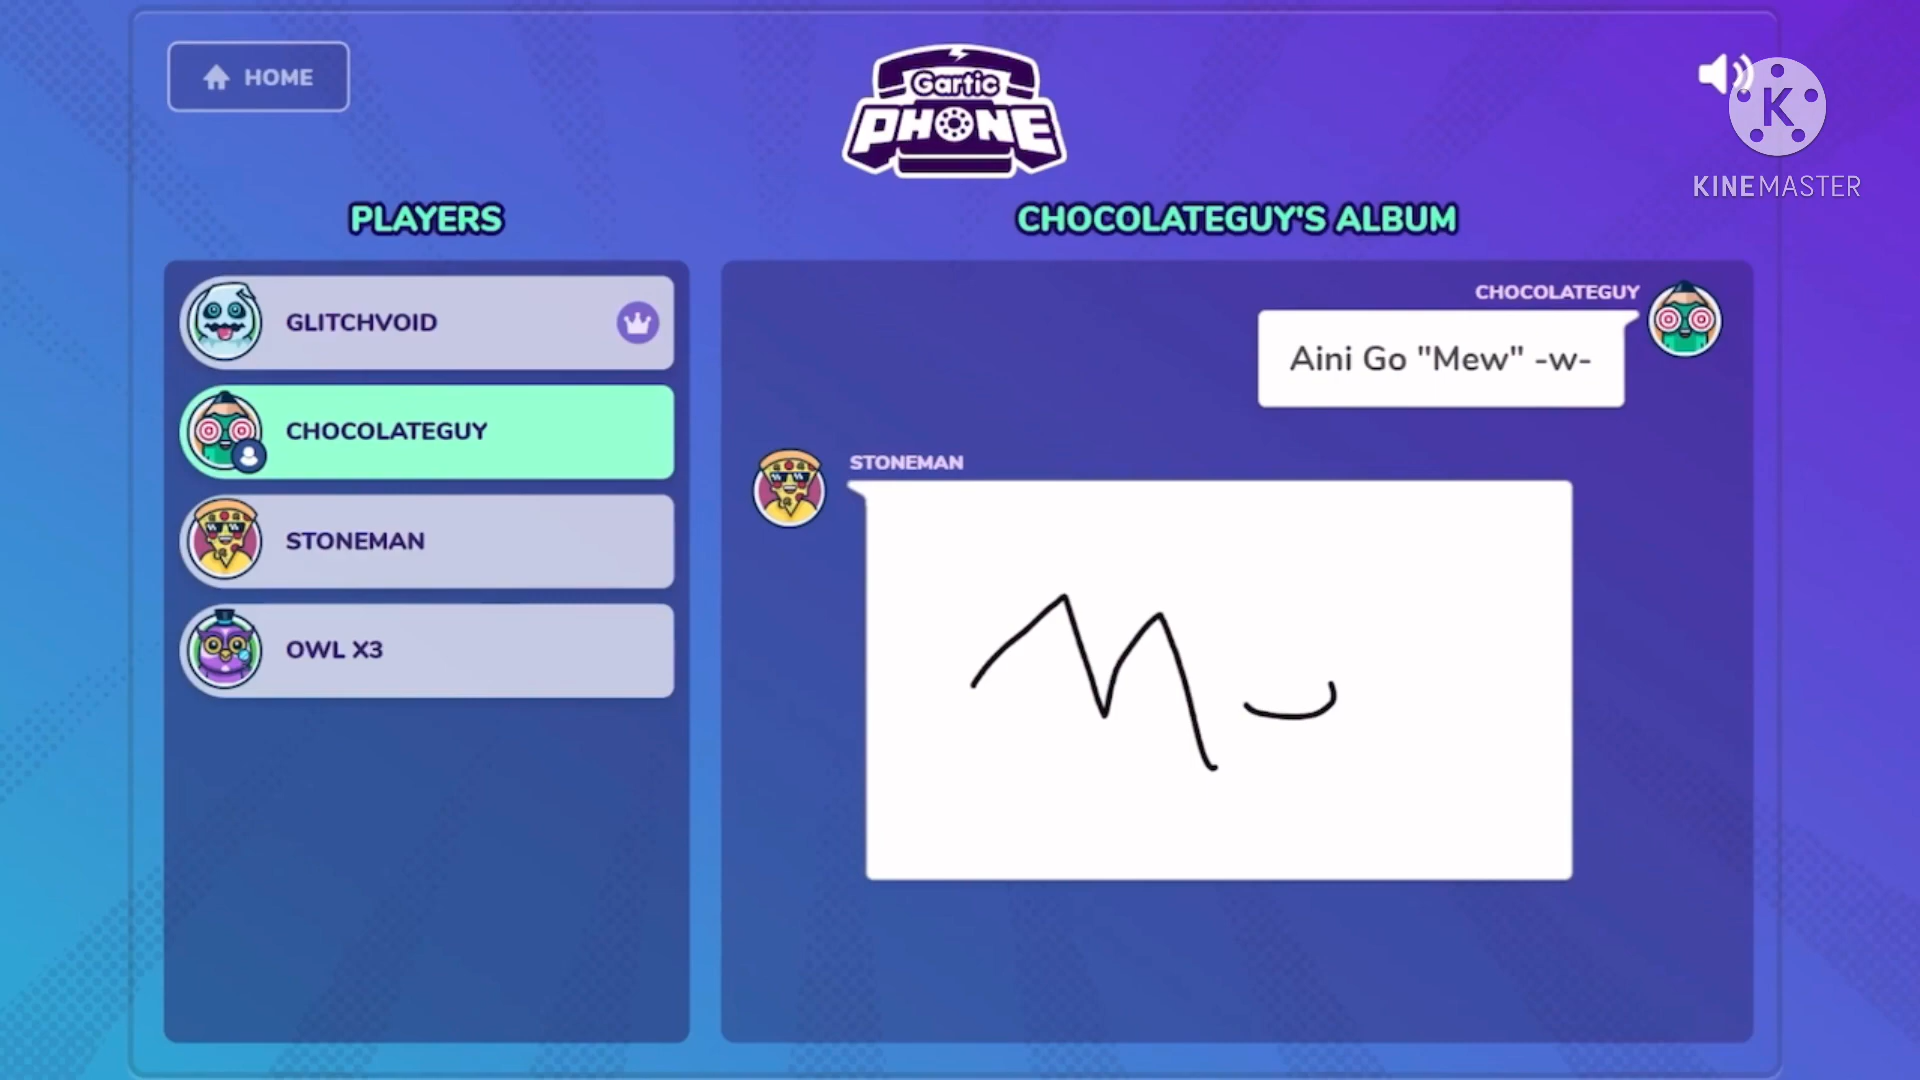 HOME
Gartic
PHONE
K
KINEMASTER
PLAYERS
GLITCHVOID
CHOCOLATEGUY
STONEMAN
OWL X3
CHOCOLATEGUY'S ALBUM
CHOCOLATEGUY
Aini Go "Mew" -w-
STONEMAN